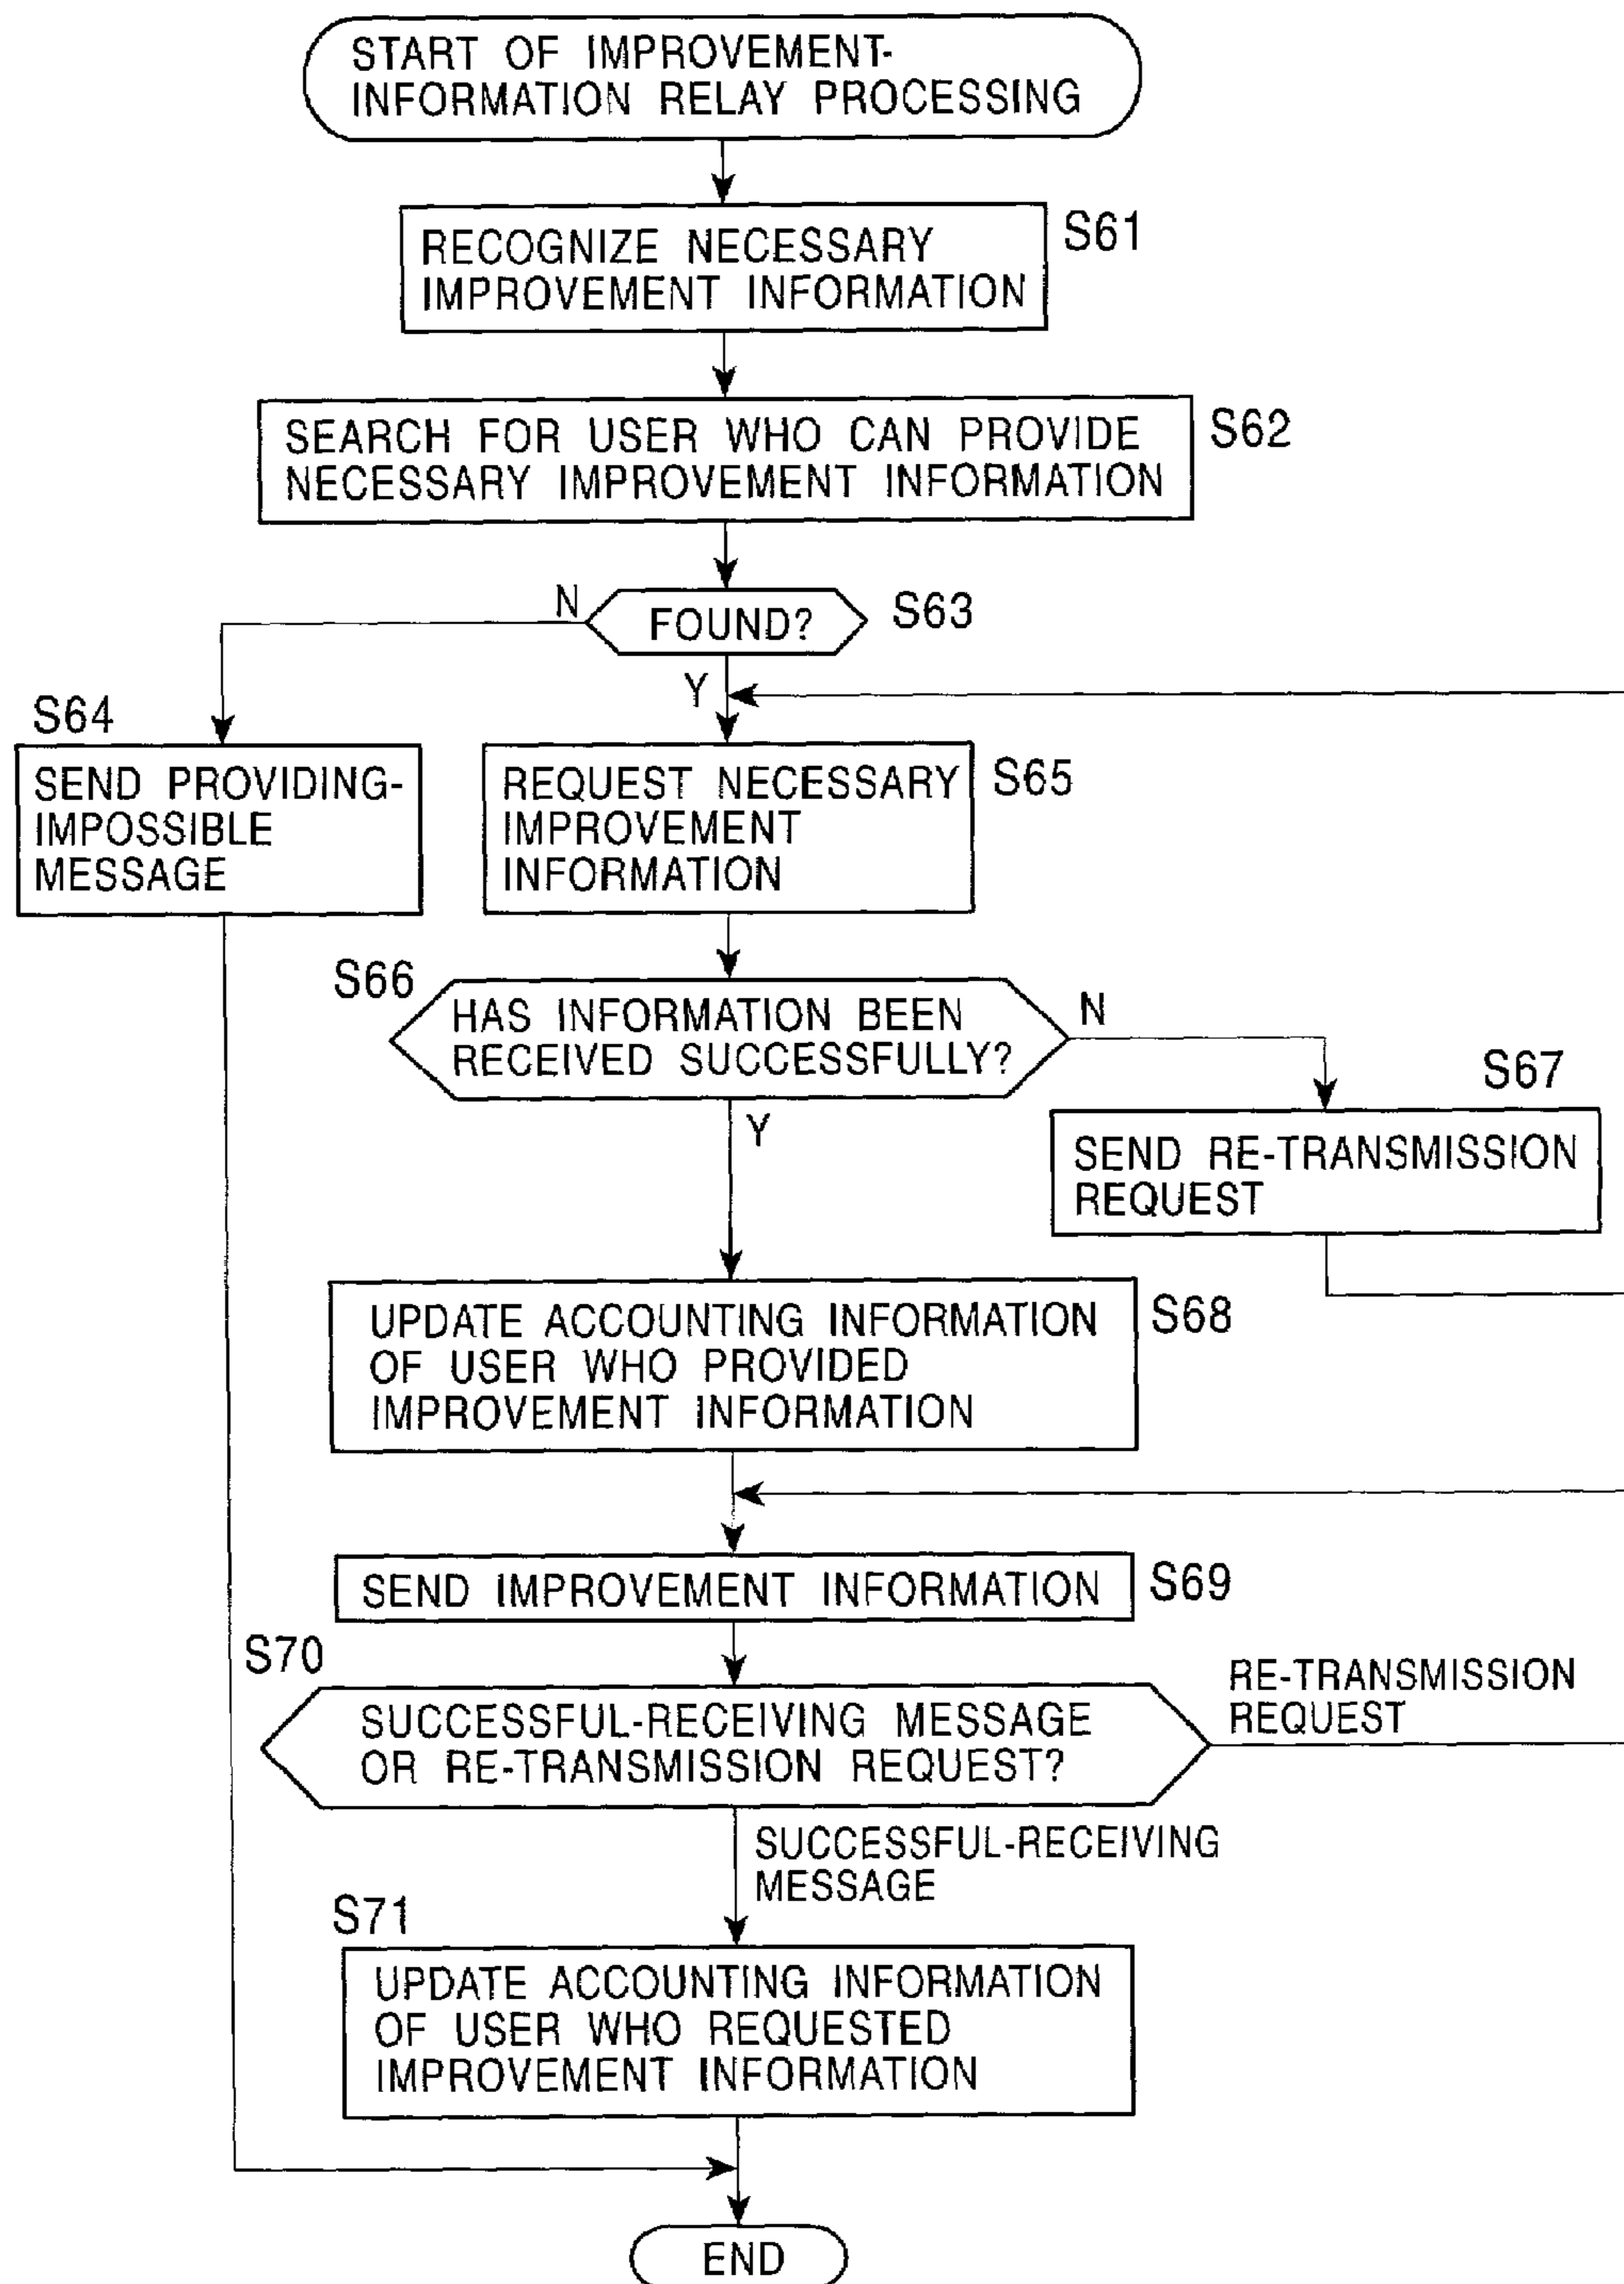 START OF IMPROVEMENT-
INFORMATION RELAY PROCESSING
RECOGNIZE NECESSARY
IMPROVEMENT INFORMATION
S61
SEARCH FOR USER WHO CAN PROVIDE
NECESSARY IMPROVEMENT INFORMATION
S62
N
FOUND?
S63
Y
S64
SEND PROVIDING-
IMPOSSIBLE
MESSAGE
REQUEST NECESSARY
IMPROVEMENT
INFORMATION
S65
S66
HAS INFORMATION BEEN
RECEIVED SUCCESSFULLY?
N
Y
S67
SEND RE-TRANSMISSION
REQUEST
UPDATE ACCOUNTING INFORMATION
OF USER WHO PROVIDED
IMPROVEMENT INFORMATION
S68
SEND IMPROVEMENT INFORMATION
S69
S70
SUCCESSFUL-RECEIVING MESSAGE
OR RE-TRANSMISSION REQUEST?
RE-TRANSMISSION
REQUEST
SUCCESSFUL-RECEIVING
MESSAGE
S71
UPDATE ACCOUNTING INFORMATION
OF USER WHO REQUESTED
IMPROVEMENT INFORMATION
END